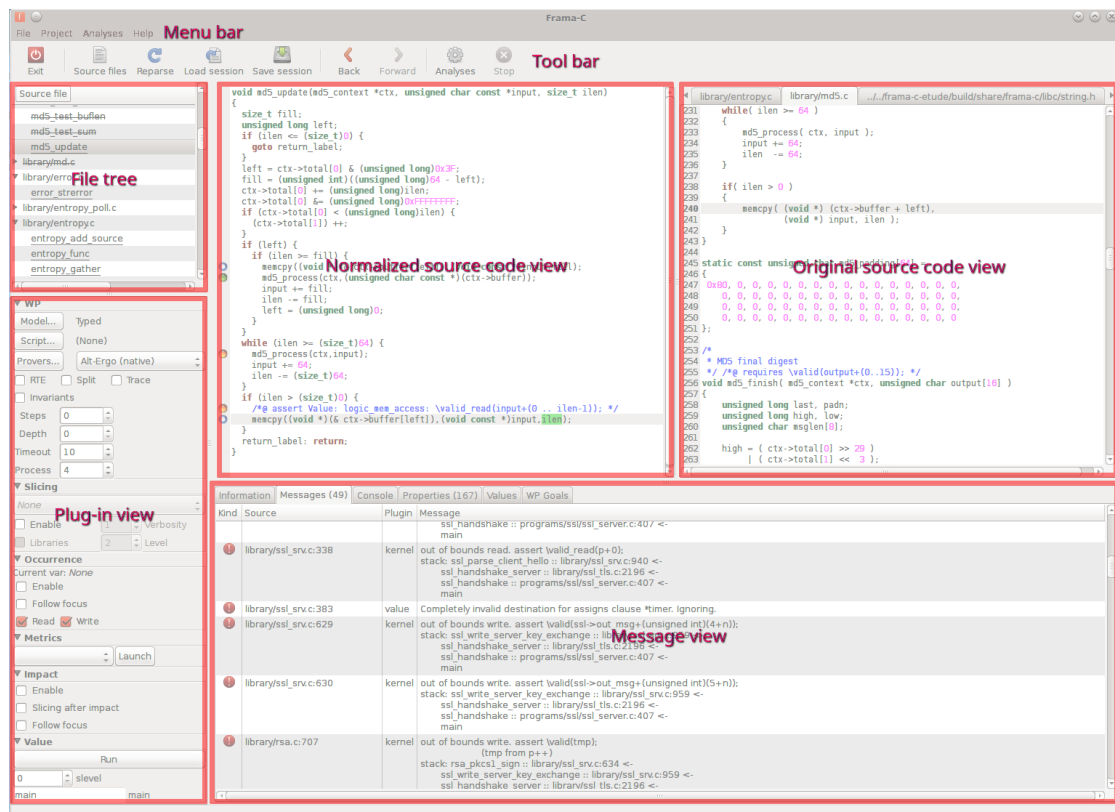 Frama-C
File Project Analyses Help Menu bar
Exit Source files Reparse Load session Save session Back Forward Analyses Stop Tool bar
Source file
md5_test_buflen
md5_test_sum
md5_update
library/md.c
library/error.c
File tree
error_strerror
library/entropy_poll.c
library/entropy.c
entropy_add_source
entropy_func
entropy_gather
void md5_update(md5_context *ctx, unsigned char const *input, size_t ilen)
{
size_t fill;
unsigned long left;
if (ilen <= (size_t)0) {
goto return_label;
}
left = ctx->total[0] & (unsigned long)0x3F;
fill = (unsigned int)((unsigned long)64 - left);
ctx->total[0] += (unsigned long)ilen;
ctx->total[0] &= (unsigned long)0xFFFFFFFF;
if (ctx->total[0] < (unsigned long)ilen) {
(ctx->total[1]) ++;
}
if (left) {
if (ilen >= fill) {
Normalized source code view
memcpy((void
md5_process(ctx,(unsigned char const *)(ctx->buffer));
input += fill;
ilen -= fill;
left = (unsigned long)0;
}
}
while (ilen >= (size_t)64) {
md5_process(ctx,input);
input += 64;
ilen -= (size_t)64;
}
if (ilen > (size_t)0) {
/*@ assert Value: logic_mem_access: \valid_read(input+(0 .. ilen-1)); */
memcpy((void *)(& ctx->buffer[left]),(void const *)input,ilen);
}
return_label: return;
}
library/entropy.c library/md5.c ../../frama-c-etude/build/share/frama-c/libc/string.h
231 while( ilen >= 64 )
232 {
233 md5_process( ctx, input );
234 input += 64;
235 ilen -= 64;
236 }
237
238 if( ilen > 0 )
239 {
240 memcpy( (void *) (ctx->buffer + left),
241 (void *) input, ilen );
242 }
243 }
244
245 static const unsigned char md5_padding[64] =
Original source code view
246 {
247 0x80, 0, 0, 0, 0, 0, 0, 0, 0, 0, 0, 0, 0, 0, 0, 0,
248 0, 0, 0, 0, 0, 0, 0, 0, 0, 0, 0, 0, 0, 0, 0, 0,
249 0, 0, 0, 0, 0, 0, 0, 0, 0, 0, 0, 0, 0, 0, 0, 0,
250 0, 0, 0, 0, 0, 0, 0, 0, 0, 0, 0, 0, 0, 0, 0, 0
251 };
252
253 /*
254 * MD5 final digest
255 */ /*@ requires \valid(output+(0..15)); */
256 void md5_finish( md5_context *ctx, unsigned char output[16] )
257 {
258 unsigned long last, padn;
259 unsigned long high, low;
260 unsigned char msglen[8];
261
262 high = ( ctx->total[0] >> 29 )
263 | ( ctx->total[1] << 3 );
WP
Model... Typed
Script... (None)
Provers... Alt-Ergo (native)
RTE Split Trace
Invariants
Steps 0
Depth 0
Timeout 10
Process 4
Slicing
None
Plug-in view
Enable 1 Verbosity
Libraries 2 Level
Occurrence
Current var: None
Enable
Follow focus
Read Write
Metrics
Launch
Impact
Enable
Slicing after impact
Follow focus
Value
Run
0 slevel
main main
Information Messages (49) Console Properties (167) Values WP Goals
Kind Source Plugin Message
ssl_handshake :: programs/ssl/ssl_server.c:407 <-
main
library/ssl_srv.c:338 kernel out of bounds read. assert \valid_read(p+0);
stack: ssl_parse_client_hello :: library/ssl_srv.c:940 <-
ssl_handshake_server :: library/ssl_tls.c:2196 <-
ssl_handshake :: programs/ssl/ssl_server.c:407 <-
main
library/ssl_srv.c:383 value Completely invalid destination for assigns clause *timer. Ignoring.
library/ssl_srv.c:629 kernel out of bounds write. assert \valid(ssl->out_msg+(unsigned int)(4+n));
stack: ssl_write_server_key_exchange :: library/ssl_srv.c:959 <-
Message view
ssl_handshake_server :: library/ssl_tls.c:2196 <-
ssl_handshake :: programs/ssl/ssl_server.c:407 <-
main
library/ssl_srv.c:630 kernel out of bounds write. assert \valid(ssl->out_msg+(unsigned int)(5+n));
stack: ssl_write_server_key_exchange :: library/ssl_srv.c:959 <-
ssl_handshake_server :: library/ssl_tls.c:2196 <-
ssl_handshake :: programs/ssl/ssl_server.c:407 <-
main
library/rsa.c:707 kernel out of bounds write. assert \valid(tmp);
(tmp from p++)
stack: rsa_pkcs1_sign :: library/ssl_srv.c:634 <-
ssl_write_server_key_exchange :: library/ssl_srv.c:959 <-
ssl_handshake_server :: library/ssl_tls.c:2196 <-